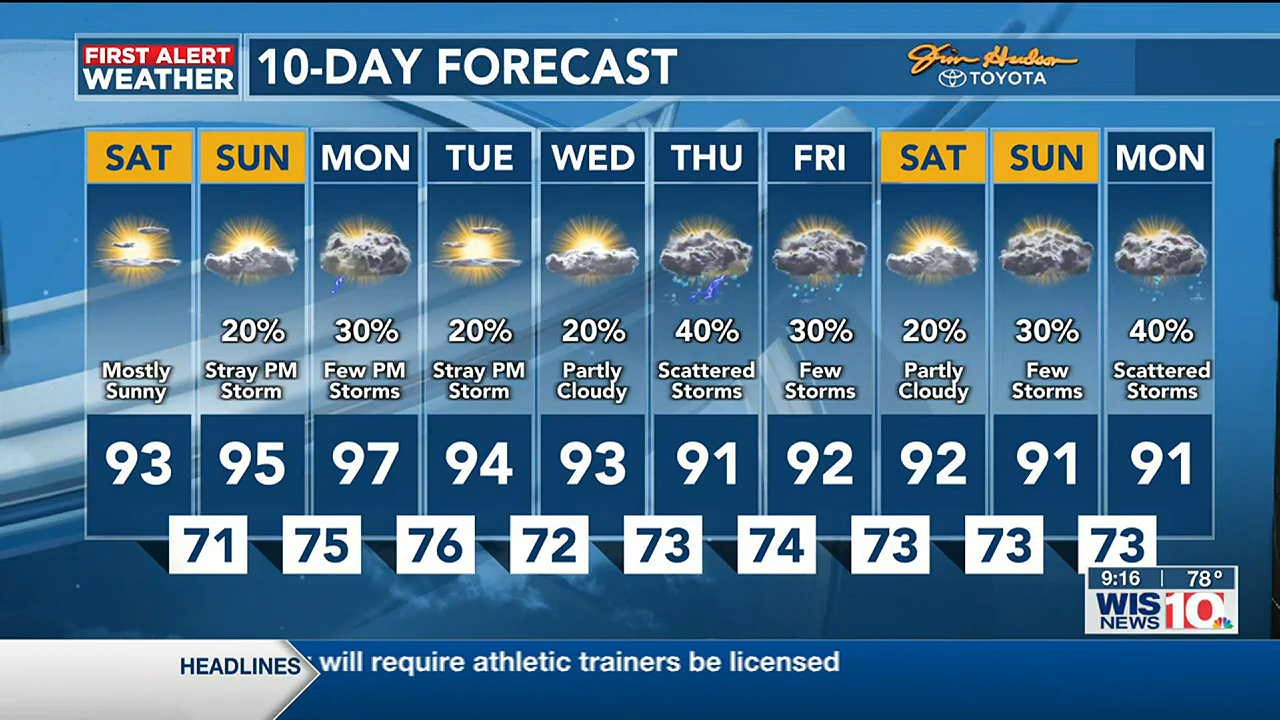 FIRST ALERT
WEATHER
10-DAY FORECAST
Jim Hudson
TOYOTA
SAT SUN MON TUE WED THU FRI SAT SUN MON
20% 30% 20% 20% 40% 30% 20% 30% 40%
Mostly Stray PM Few PM Stray PM Partly Scattered Few Partly Few Scattered
Sunny Storm Storms Storm Cloudy Storms Storms Cloudy Storms Storms
93 95 97 94 93 91 92 92 91 91
71 75 76 72 73 74 73 73 73
9:16 | 78°
WIS
NEWS 10
HEADLINES will require athletic trainers be licensed